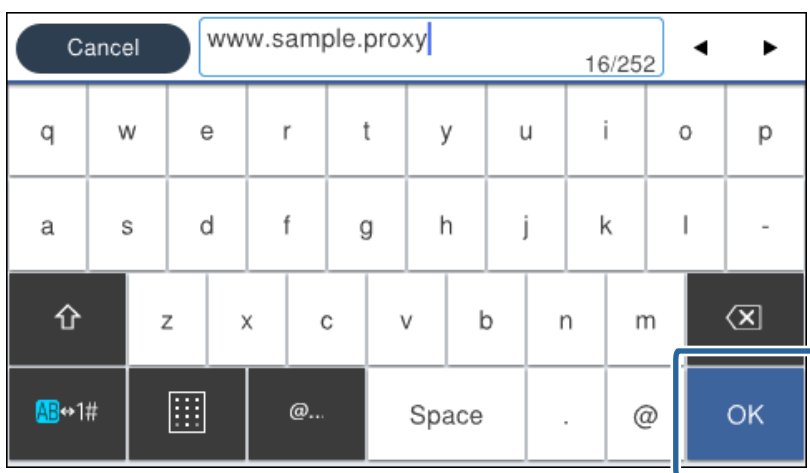 Cancel www.sample.proxy
16/252
q w e r t y u i o p
a s d f g h j k l -
z x c v b n m
AB↔1# @... Space . @ OK